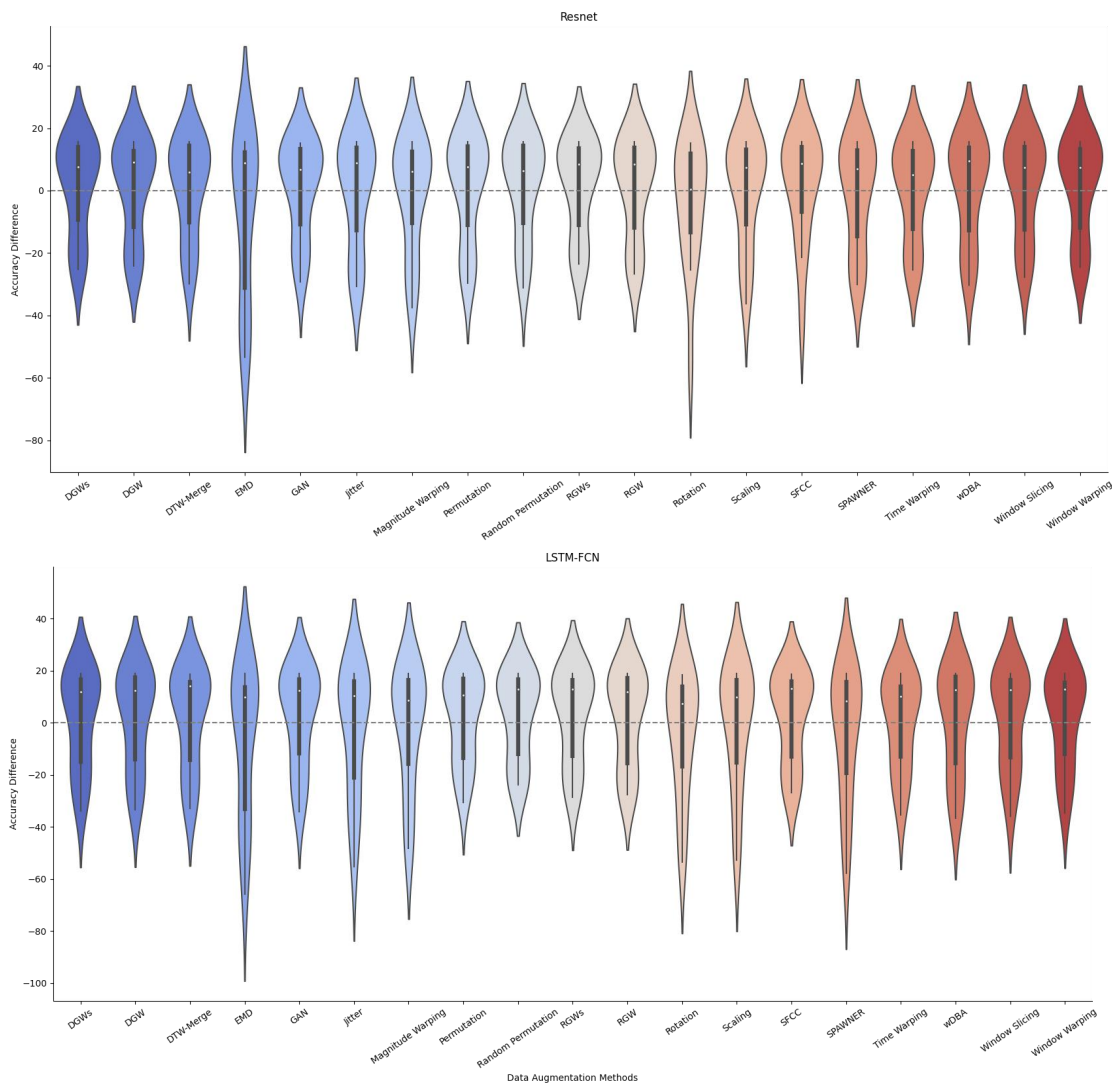 Resnet
Accuracy Difference
40
20
0
−20
−40
−60
−80
DGWs
DGW
DTW-Merge
EMD
GAN
Jitter
Magnitude Warping
Permutation
Random Permutation
RGWs
RGW
Rotation
Scaling
SFCC
SPAWNER
Time Warping
wDBA
Window Slicing
Window Warping
LSTM-FCN
Accuracy Difference
40
20
0
−20
−40
−60
−80
−100
DGWs
DGW
DTW-Merge
EMD
GAN
Jitter
Magnitude Warping
Permutation
Random Permutation
RGWs
RGW
Rotation
Scaling
SFCC
SPAWNER
Time Warping
wDBA
Window Slicing
Window Warping
Data Augmentation Methods